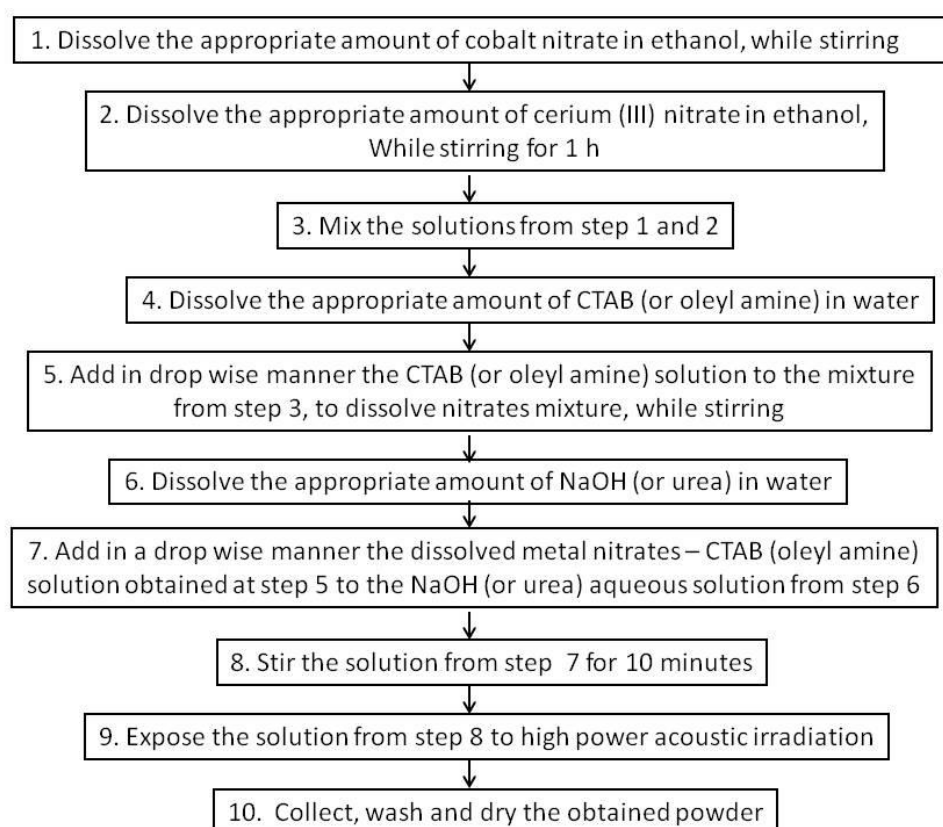 1. Dissolve the appropriate amount of cobalt nitrate in ethanol, while stirring
2. Dissolve the appropriate amount of cerium (III) nitrate in ethanol,
While stirring for 1 h
3. Mix the solutions from step 1 and 2
4. Dissolve the appropriate amount of CTAB (or oleyl amine) in water
5. Add in drop wise manner the CTAB (or oleyl amine) solution to the mixture
from step 3, to dissolve nitrates mixture, while stirring
6. Dissolve the appropriate amount of NaOH (or urea) in water
7. Add in a drop wise manner the dissolved metal nitrates – CTAB (oleyl amine)
solution obtained at step 5 to the NaOH (or urea) aqueous solution from step 6
8. Stir the solution from step 7 for 10 minutes
9. Expose the solution from step 8 to high power acoustic irradiation
10. Collect, wash and dry the obtained powder